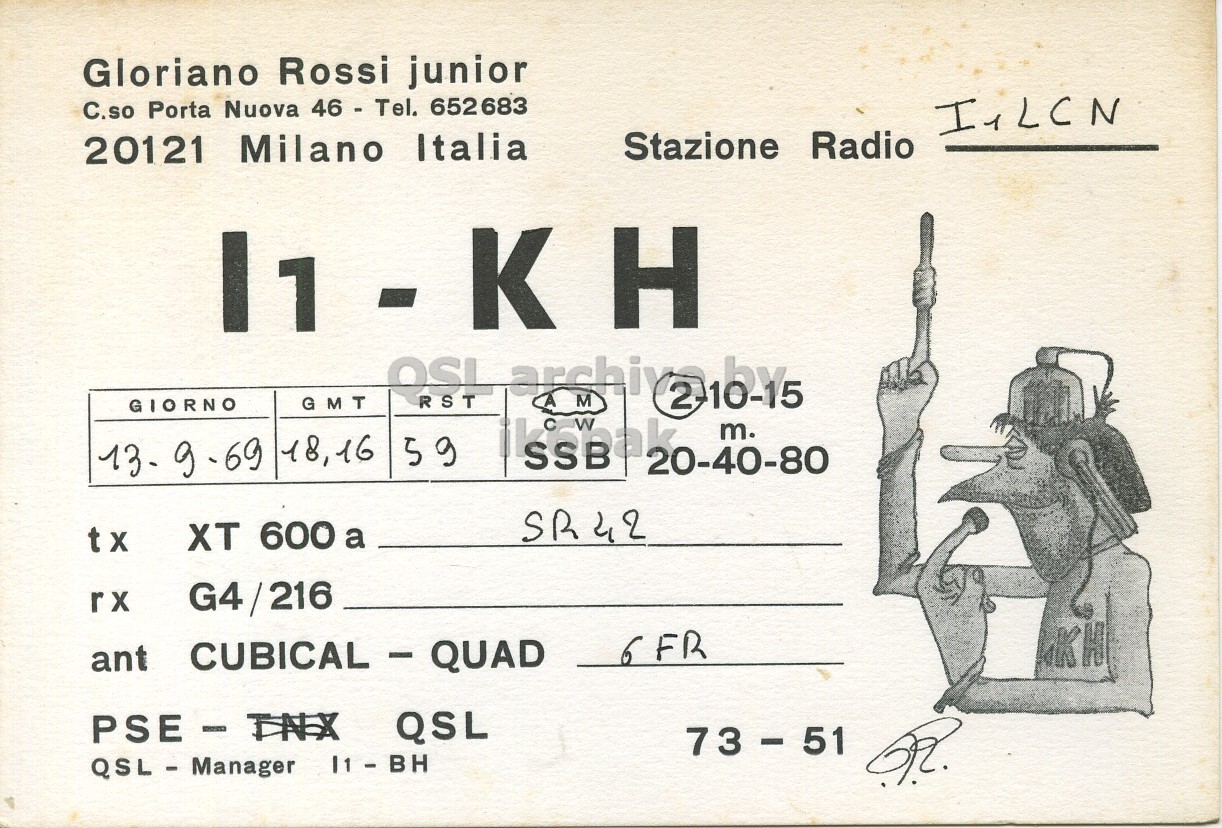 Gloriano Rossi junior
C.so Porta Nuova 46 - Tel. 652683
20121 Milano Italia
Stazione Radio I1LCN
I1 - KH
QSL archive by
ik6pak
GIORNO GMT RST AM
CW
SSB
13-9-69 18,16 59
2-10-15
m.
20-40-80
tx XT 600 a SR42
rx G4/216
ant CUBICAL - QUAD 6FR
KH
PSE - TNX QSL
73 - 51
QSL - Manager I1 - BH